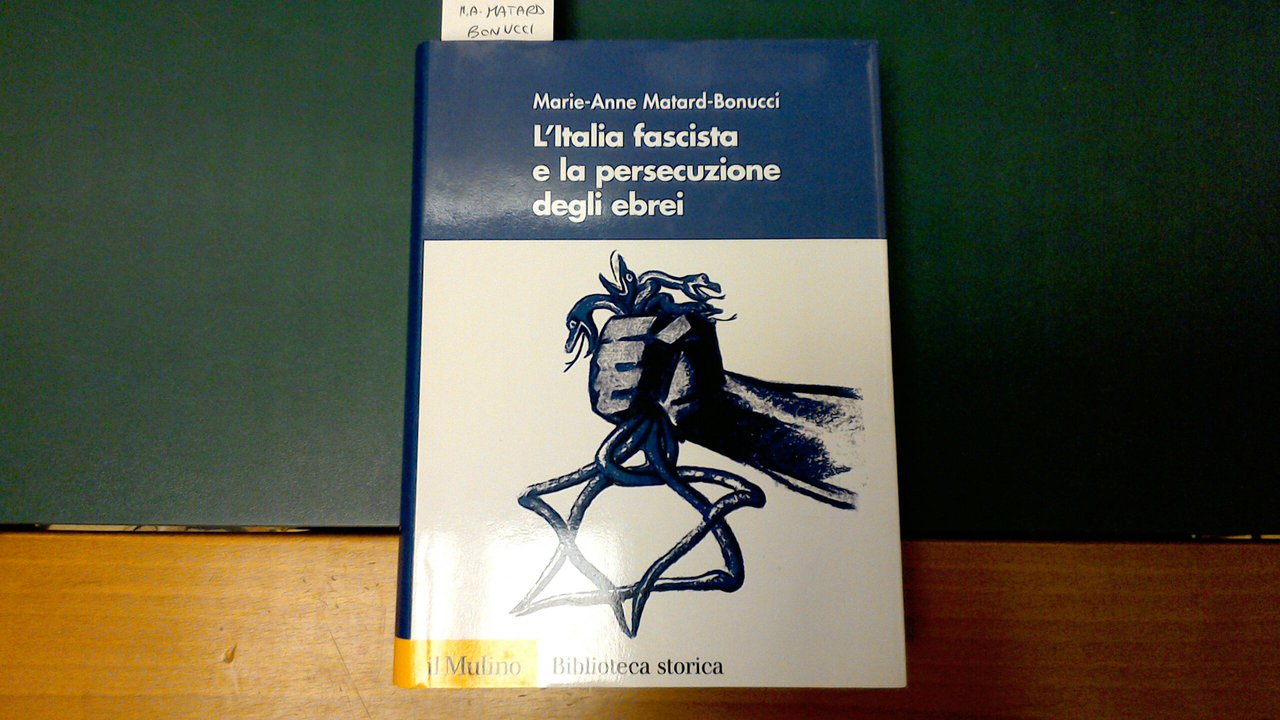 M.A. MATARD
BONUCCI
Marie-Anne Matard-Bonucci
L'Italia fascista
e la persecuzione
degli ebrei
il Mulino Biblioteca storica